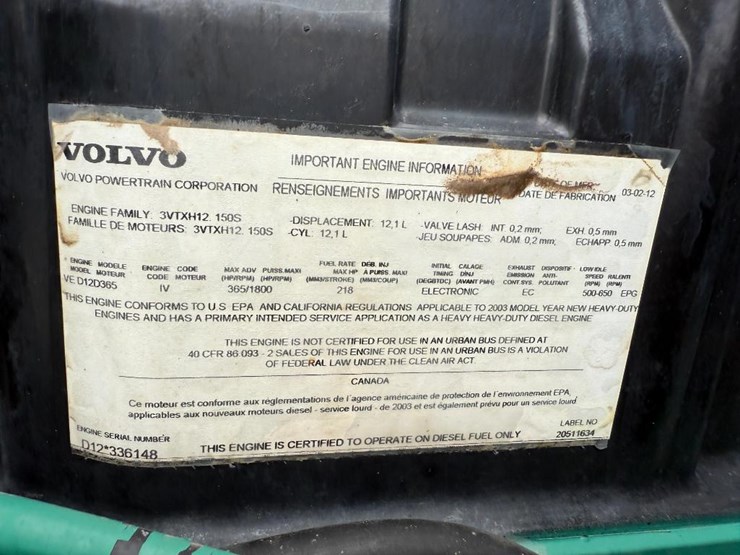 VOLVO
VOLVO POWERTRAIN CORPORATION
IMPORTANT ENGINE INFORMATION
RENSEIGNEMENTS IMPORTANTS MOTEUR
OF MFR
DATE DE FABRICATION
03-02-12
ENGINE FAMILY: 3VTXH12. 150S
FAMILLE DE MOTEURS: 3VTXH12. 150S
-DISPLACEMENT: 12,1 L
-CYL: 12,1 L
-VALVE LASH: INT. 0,2 mm; EXH. 0,5 mm
-JEU SOUPAPES: ADM. 0,2 mm; ECHAPP. 0,5 mm
ENGINE MODELE
MODEL MOTEUR
VE D12D365
ENGINE CODE
CODE MOTEUR
IV
MAX ADV PUISS.MAXI
(HP/RPM) (HP/RPM)
365/1800
FUEL RATE DEB. INJ
MAX HP A PUISS. MAXI
(MM3/STROKE) (MM3/COUP)
218
INITIAL CALAGE
TIMING D'INJ
(DEGBTDC) (AVANT PMH)
ELECTRONIC
EXHAUST DISPOSITIF
EMISSION ANTI-
CONT.SYS. POLLUTANT
EC
LOW IDLE
SPEED RALENTI
(RPM) (RPM)
500-650 EPG
THIS ENGINE CONFORMS TO U.S EPA AND CALIFORNIA REGULATIONS APPLICABLE TO 2003 MODEL YEAR NEW HEAVY-DUTY
ENGINES AND HAS A PRIMARY INTENDED SERVICE APPLICATION AS A HEAVY HEAVY-DUTY DIESEL ENGINE
THIS ENGINE IS NOT CERTIFIED FOR USE IN AN URBAN BUS DEFINED AT
40 CFR 86.093 - 2 SALES OF THIS ENGINE FOR USE IN AN URBAN BUS IS A VIOLATION
OF FEDERAL LAW UNDER THE CLEAN AIR ACT.
CANADA
Ce moteur est conforme aux réglementations de l'agence américaine de protection de l'environnement EPA,
applicables aux nouveaux moteurs diesel - service lourd - de 2003 et est également prévu pour un service lourd
ENGINE SERIAL NUMBER
D12*336148
THIS ENGINE IS CERTIFIED TO OPERATE ON DIESEL FUEL ONLY
LABEL NO
20511634